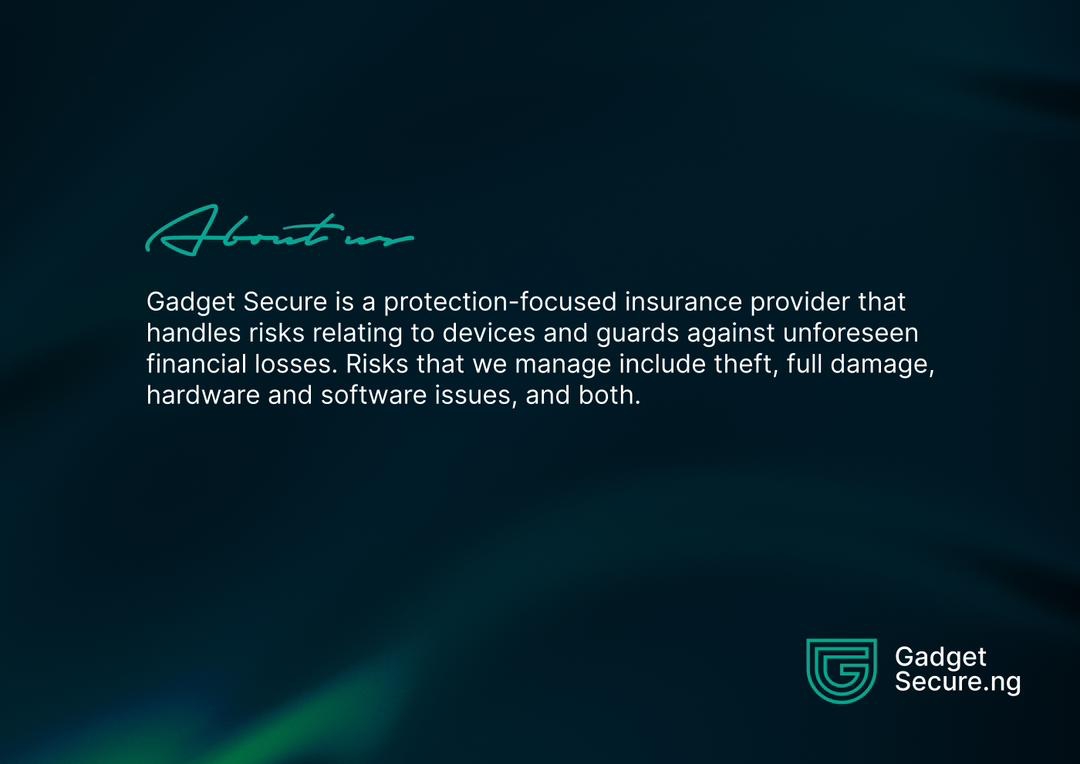 About us
Gadget Secure is a protection-focused insurance provider that
handles risks relating to devices and guards against unforeseen
financial losses. Risks that we manage include theft, full damage,
hardware and software issues, and both.
Gadget
Secure.ng